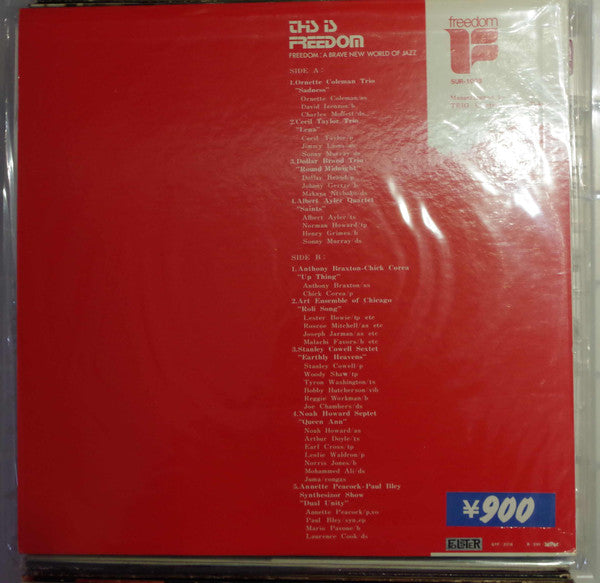 THIS IS
FREEDOM
FREEDOM: A BRAVE NEW WORLD OF JAZZ
freedom
SIDE A:
1.Ornette Coleman Trio
"Sadness"
Ornette Coleman/as
David Izenzon/b
Charles Moffett/ds
2.Cecil Taylor Trio
"Lena"
Cecil Taylor/p
Jimmy Lyons/as
Sonny Murray/ds
3.Dollar Brand Trio
"Round Midnight"
Dollar Brand/p
Johnny Gertze/b
Makaya Ntshoko/ds
4.Albert Ayler Quartet
"Saints"
Albert Ayler/ts
Norman Howard/tp
Henry Grimes/b
Sonny Murray/ds
SIDE B:
1.Anthony Braxton-Chick Corea
"Up Thing"
Anthony Braxton/as
Chick Corea/p
2.Art Ensemble of Chicago
"Roli Song"
Lester Bowie/tp etc
Roscoe Mitchell/as etc
Joseph Jarman/as etc
Malachi Favors/b etc
3.Stanley Cowell Sextet
"Earthly Heavens"
Stanley Cowell/p
Woody Shaw/tp
Tyron Washington/ts
Bobby Hutcherson/vib
Reggie Workman/b
Joe Chambers/ds
4.Noah Howard Septet
"Queen Ann"
Noah Howard/as
Arthur Doyle/ts
Earl Cross/tp
Leslie Waldron/p
Norris Jones/b
Mohammed Ali/ds
Juma/congas
5.Annette Peacock-Paul Bley
Synthesizor Show
"Dual Unity"
Annette Peacock/p,vo
Paul Bley/syn,ep
Mario Pavone/b
Laurence Cook/ds
¥900